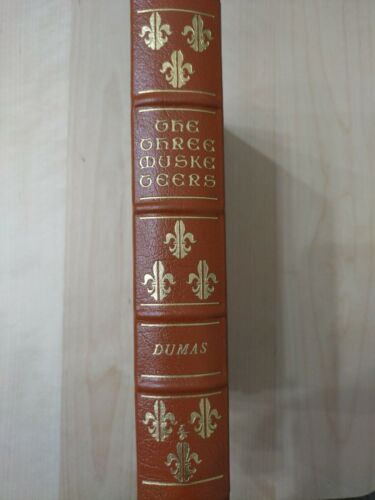 THE
THREE
MUSKE
TEERS
DUMAS